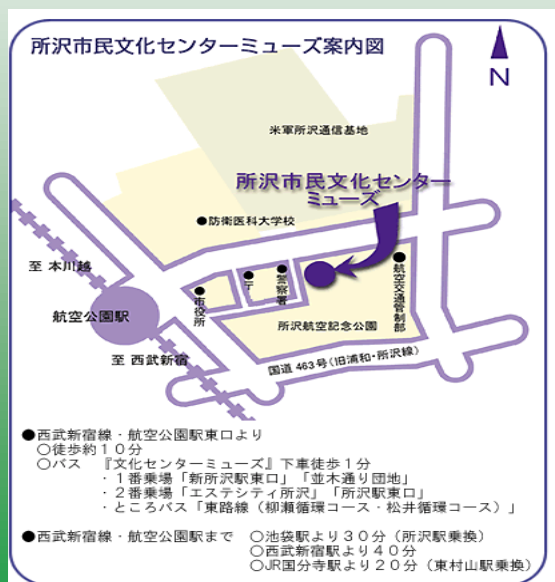 所沢市民文化センターミューズ案内図
N
米軍所沢通信基地
所沢市民文化センター
ミューズ
●防衛医科大学校
至 本川越
航空公園駅
●市役所
●〒
●警察署
●航空交通管制部
所沢航空記念公園
至 西武新宿
国道 463号(旧浦和・所沢線)
●西武新宿線・航空公園駅東口より
○徒歩約10分
○バス 『文化センターミューズ』下車徒歩1分
・1番乗場「新所沢駅東口」「並木通り団地」
・2番乗場「エステシティ所沢」「所沢駅東口」
・ところバス「東路線(柳瀬循環コース・松井循環コース)」
●西武新宿線・航空公園駅まで ○池袋駅より30分(所沢駅乗換)
○西武新宿駅より40分
○JR国分寺駅より20分(東村山駅乗換)